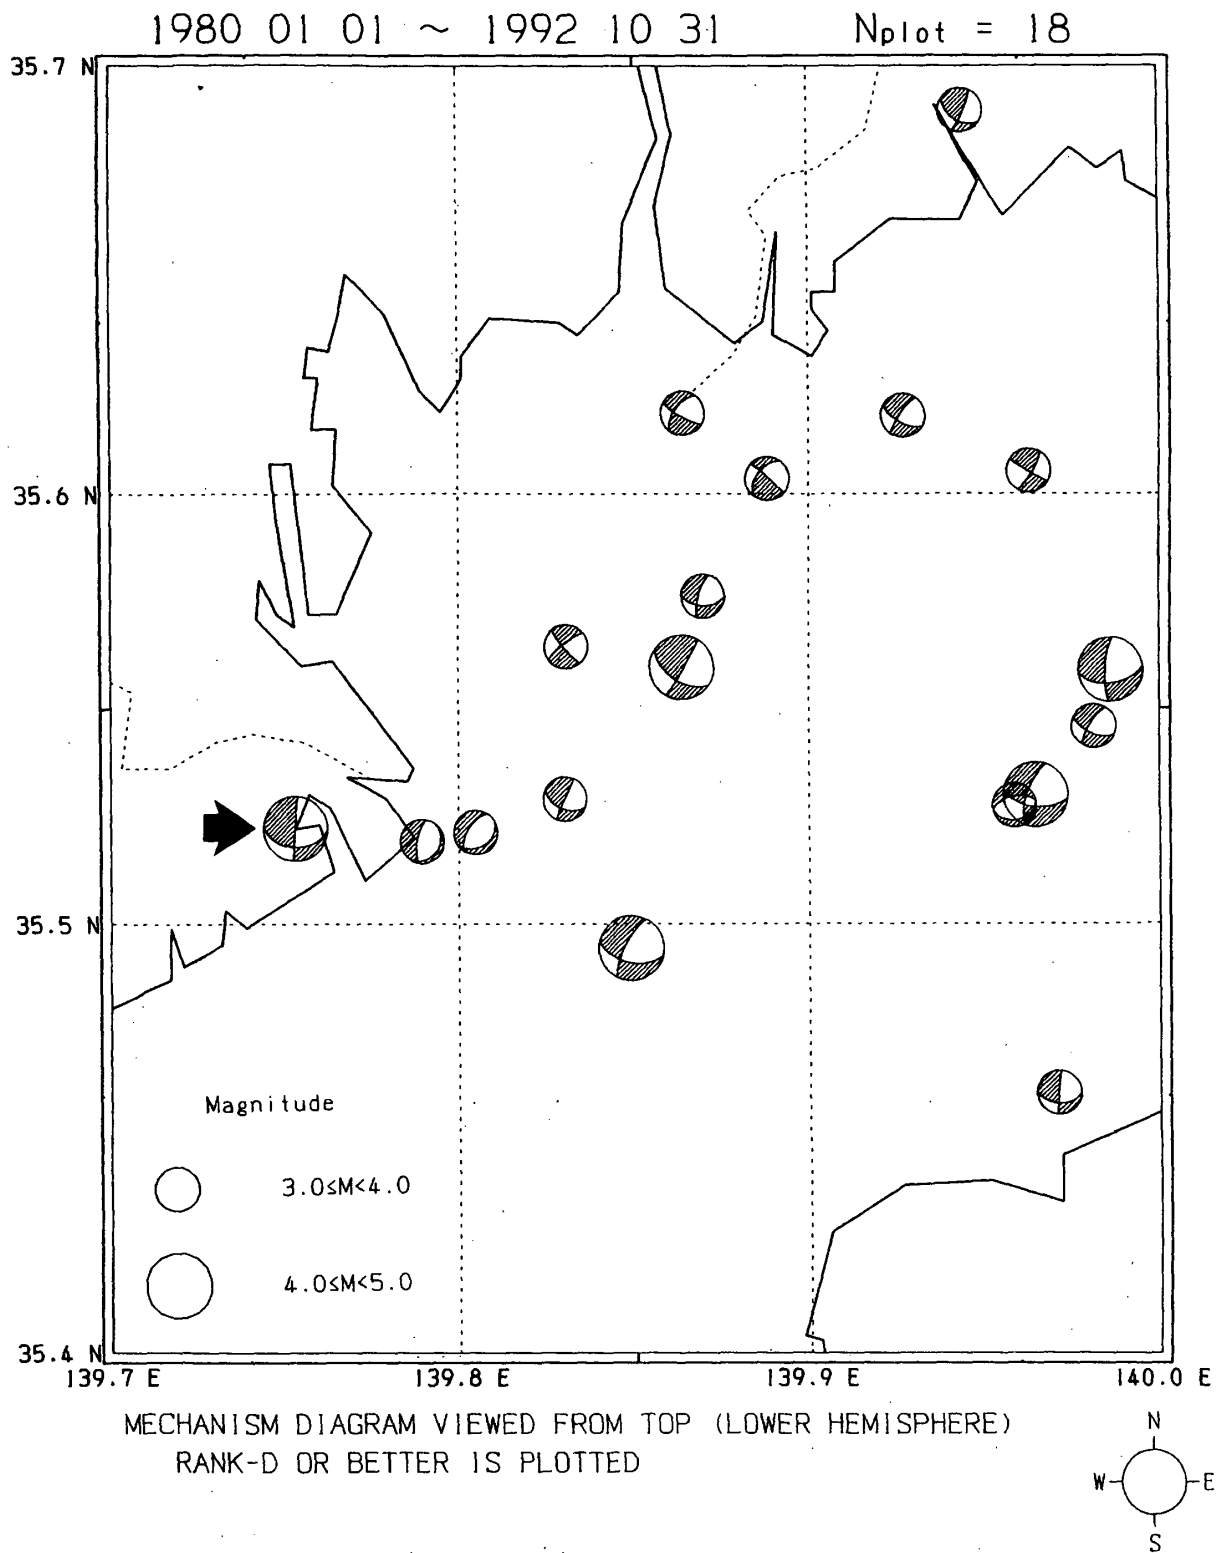 1980 01 01 ~ 1992 10 31 Nplot = 18
35.7 N
35.6 N
35.5 N
Magnitude
3.0≤M<4.0
4.0≤M<5.0
35.4 N
139.7 E 139.8 E 139.9 E 140.0 E
MECHANISM DIAGRAM VIEWED FROM TOP (LOWER HEMISPHERE)
RANK-D OR BETTER IS PLOTTED
N
W E
S